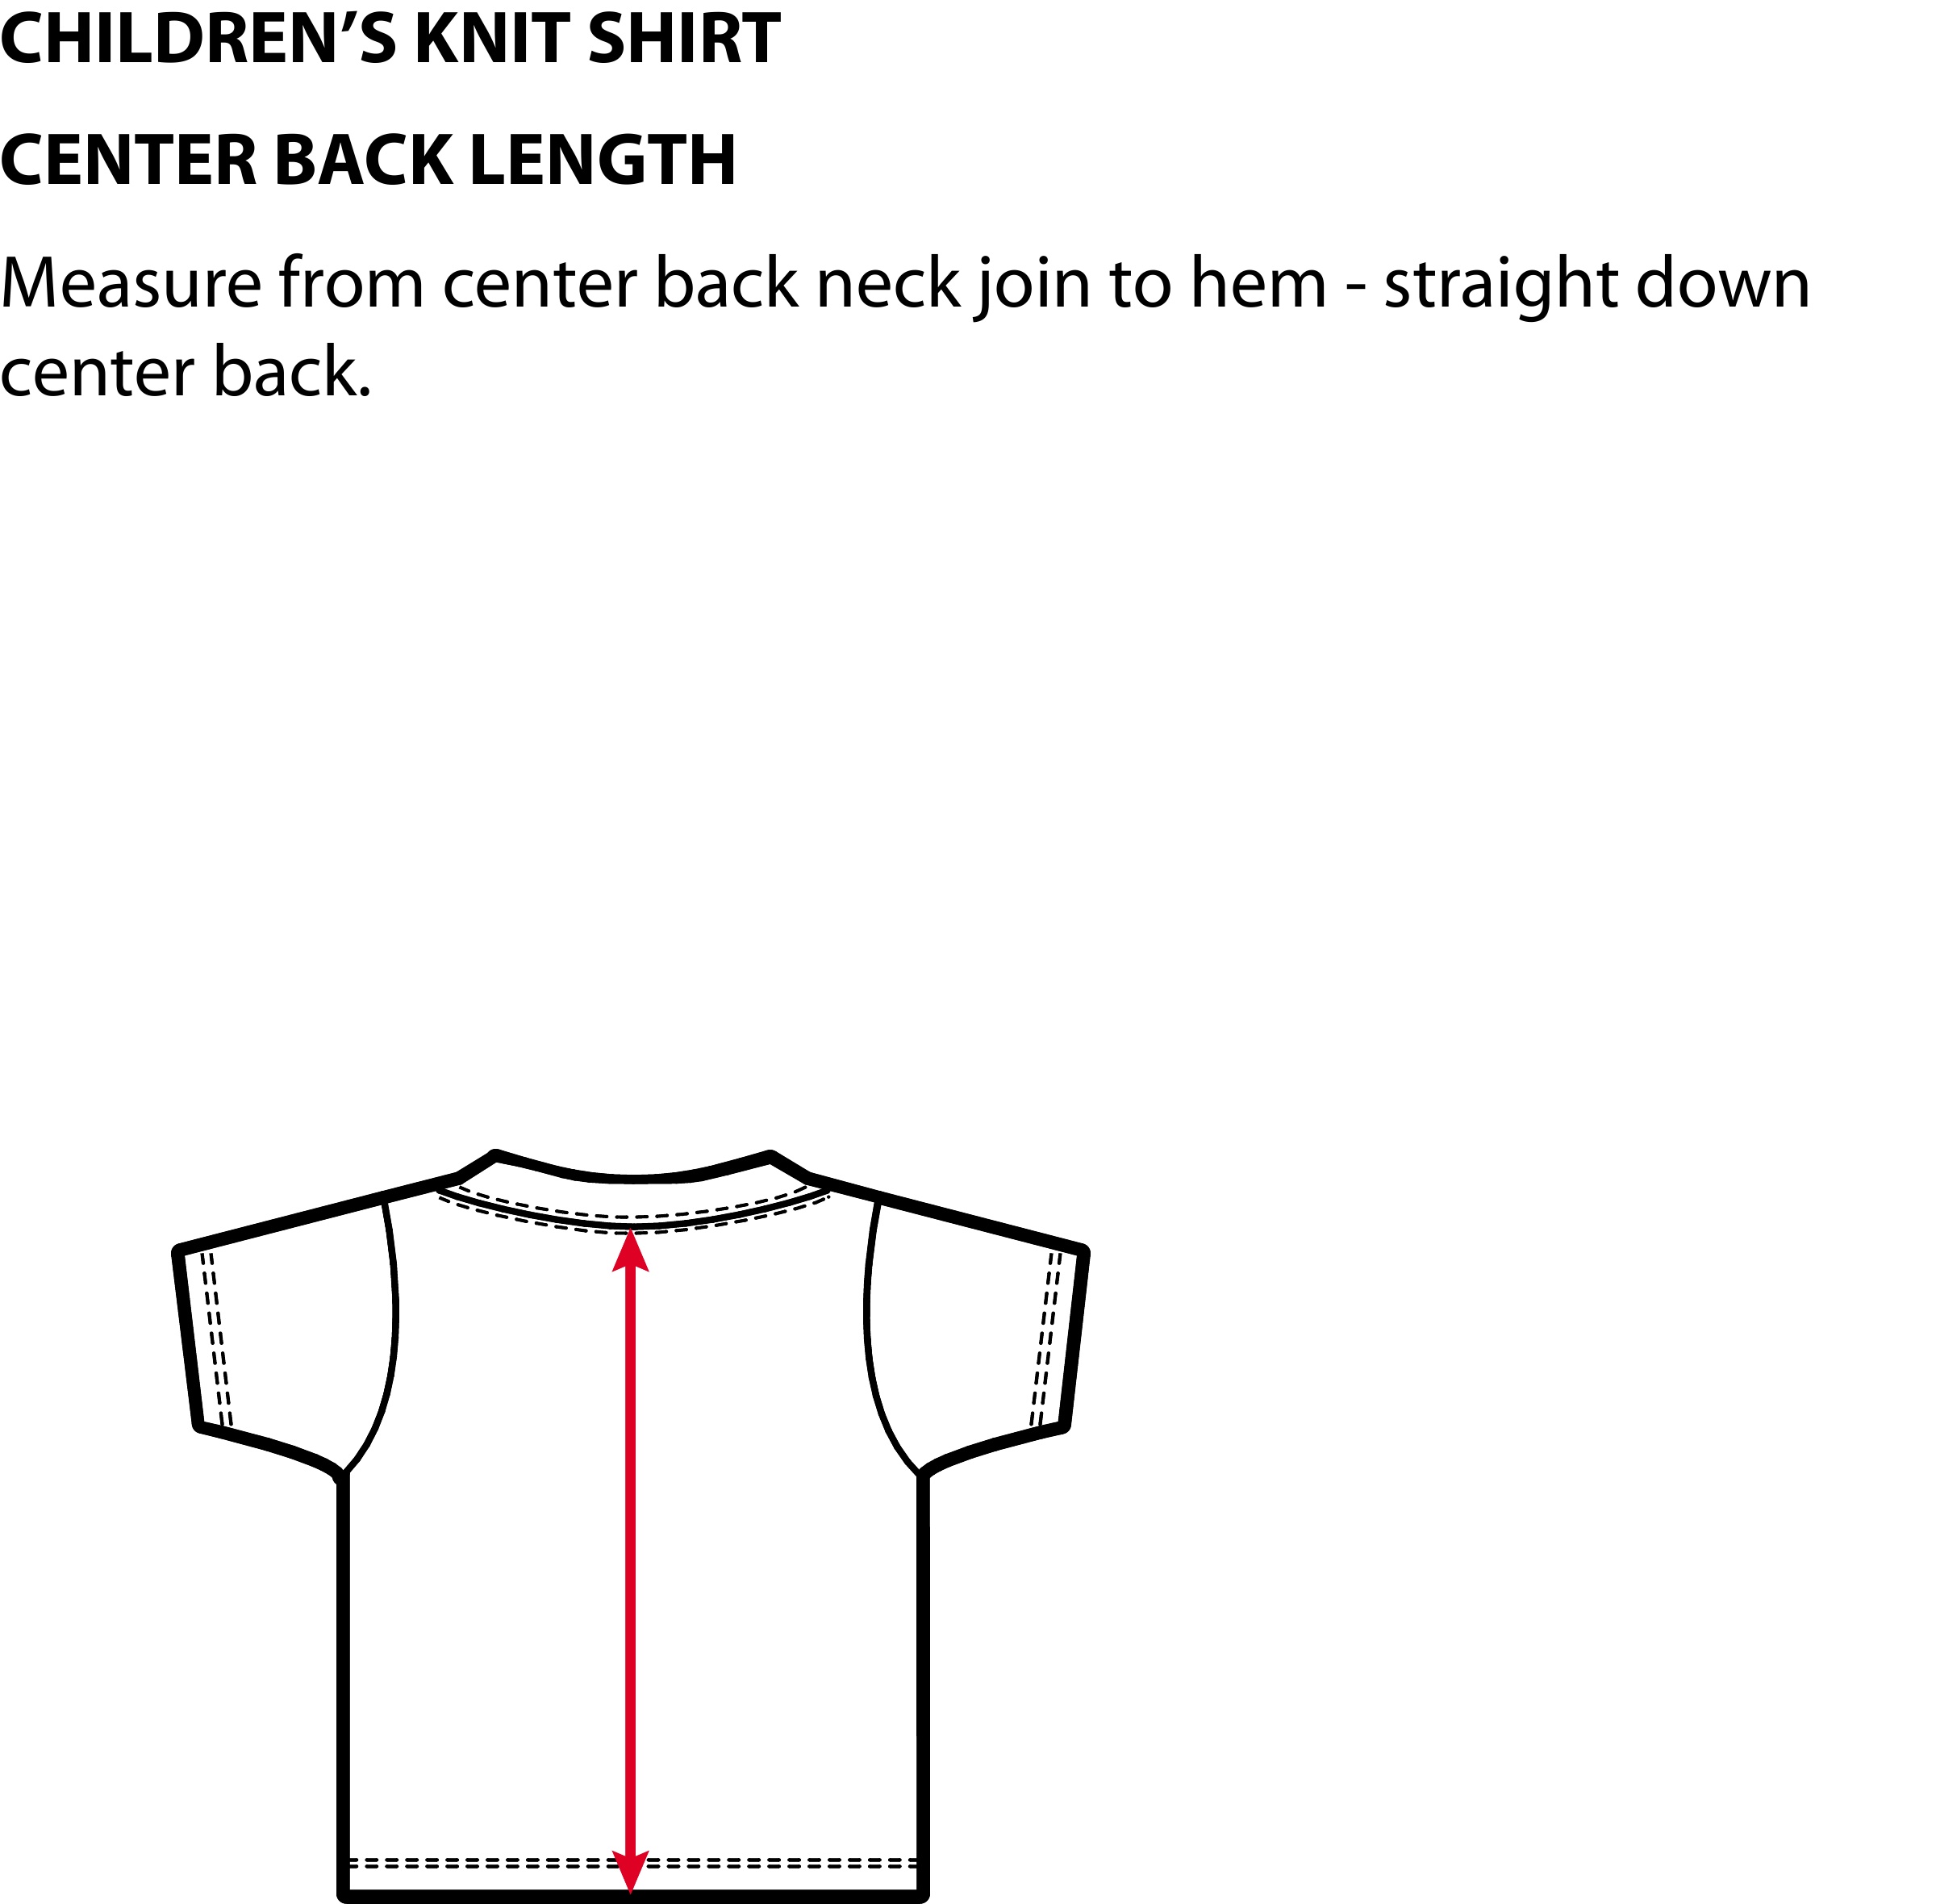 CHILDREN’S KNIT SHIRT
CENTER BACK LENGTH
Measure from center back neck join to hem - straight down
center back.